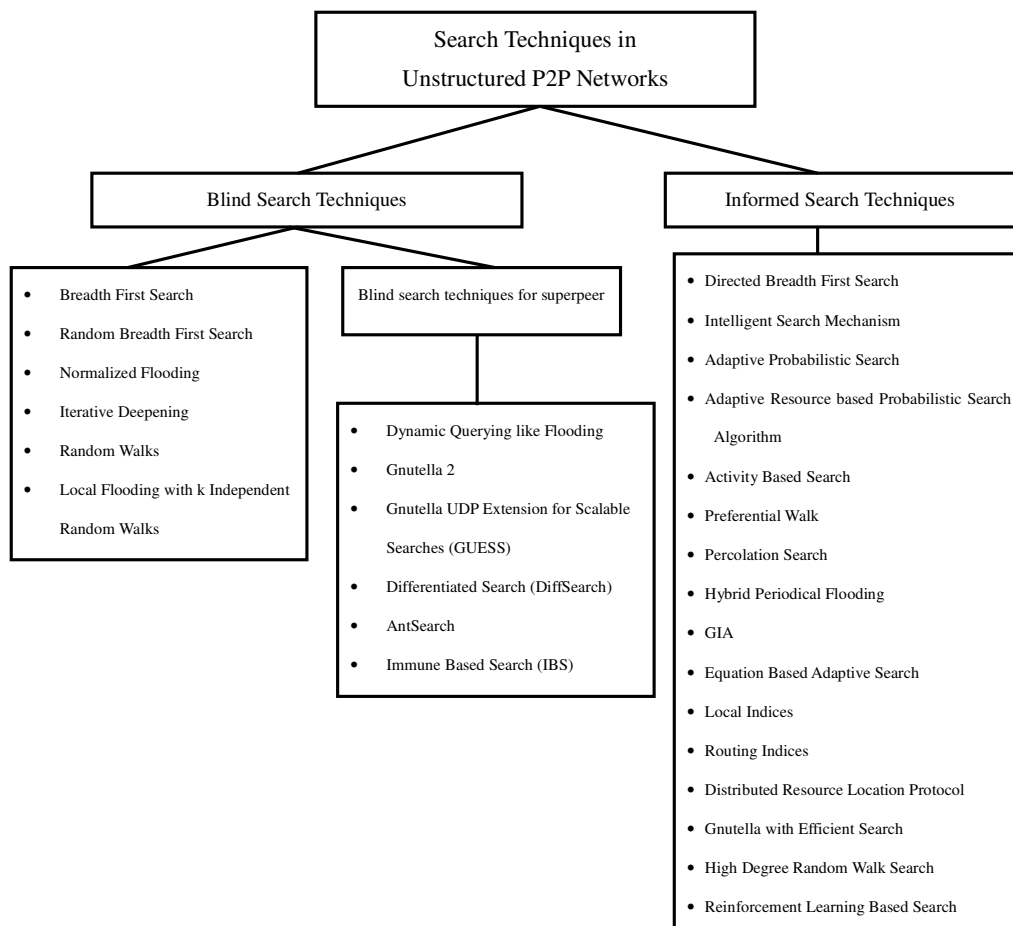 Search Techniques in
Unstructured P2P Networks
Blind Search Techniques
Informed Search Techniques
• Breadth First Search
• Random Breadth First Search
• Normalized Flooding
• Iterative Deepening
• Random Walks
• Local Flooding with k Independent
Random Walks
Blind search techniques for superpeer
• Dynamic Querying like Flooding
• Gnutella 2
• Gnutella UDP Extension for Scalable
Searches (GUESS)
• Differentiated Search (DiffSearch)
• AntSearch
• Immune Based Search (IBS)
• Directed Breadth First Search
• Intelligent Search Mechanism
• Adaptive Probabilistic Search
• Adaptive Resource based Probabilistic Search
Algorithm
• Activity Based Search
• Preferential Walk
• Percolation Search
• Hybrid Periodical Flooding
• GIA
• Equation Based Adaptive Search
• Local Indices
• Routing Indices
• Distributed Resource Location Protocol
• Gnutella with Efficient Search
• High Degree Random Walk Search
• Reinforcement Learning Based Search